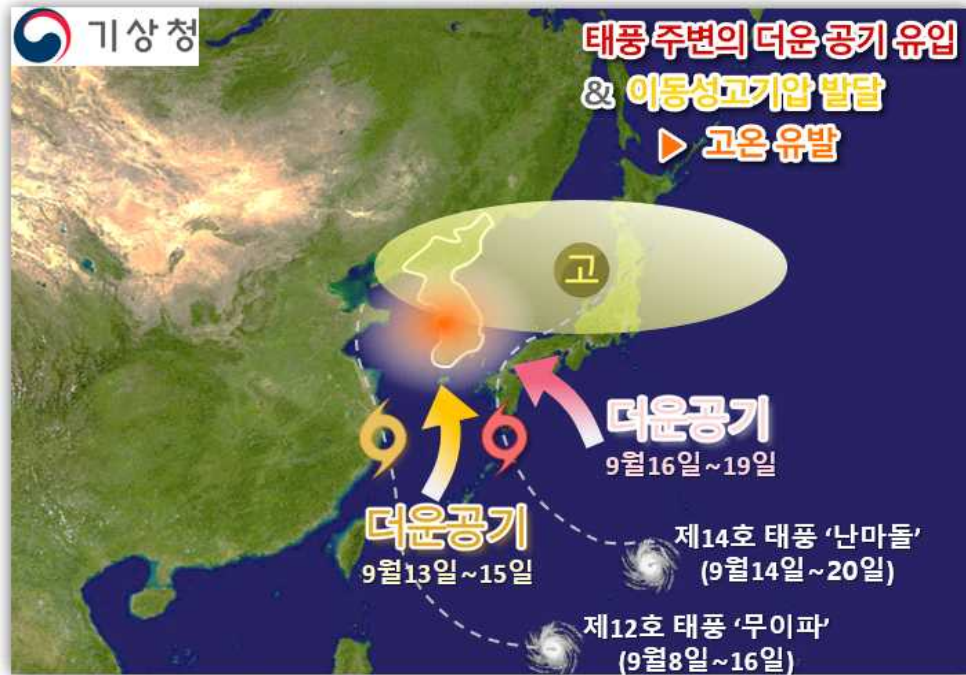 기상청
태풍 주변의 더운 공기 유입
& 이동성고기압 발달
▶ 고온 유발
고
더운공기
9월16일~19일
더운공기
9월13일~15일
제14호 태풍 ‘난마돌’
(9월14일~20일)
제12호 태풍 ‘무이파’
(9월8일~16일)